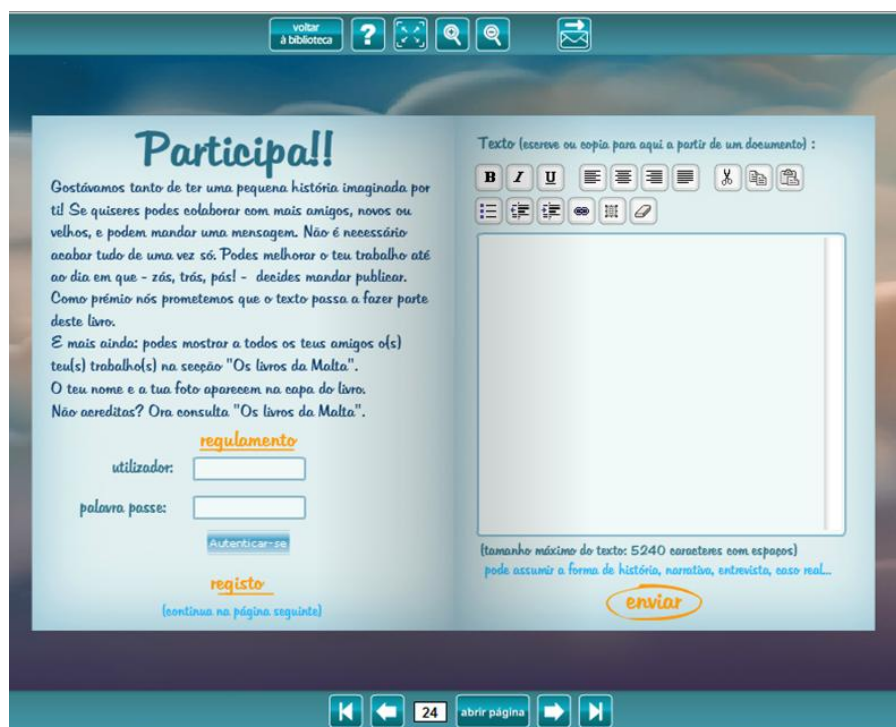 voltar
à biblioteca
?
Participa!!
Gostávamos tanto de ter uma pequena história imaginada por
ti! Se quiseres podes colaborar com mais amigos, novos ou
velhos, e podem mandar uma mensagem. Não é necessário
acabar tudo de uma vez só. Podes melhorar o teu trabalho até
ao dia em que - zás, trás, pás! - decides mandar publicar.
Como prémio nós prometemos que o texto passa a fazer parte
deste livro.
E mais ainda: podes mostrar a todos os teus amigos o(s)
teu(s) trabalho(s) na secção "Os livros da Malta".
O teu nome e a tua foto aparecem na capa do livro.
Não acreditas? Ora consulta "Os livros da Malta".
regulamento
utilizador:
palavra passe:
Autenticar-se
registo
(continua na página seguinte)
Texto (escreve ou copia para aqui a partir de um documento) :
B I U
(tamanho máximo do texto: 5240 caracteres com espaços)
pode assumir a forma de história, narrativa, entrevista, caso real...
enviar
24 abrir página